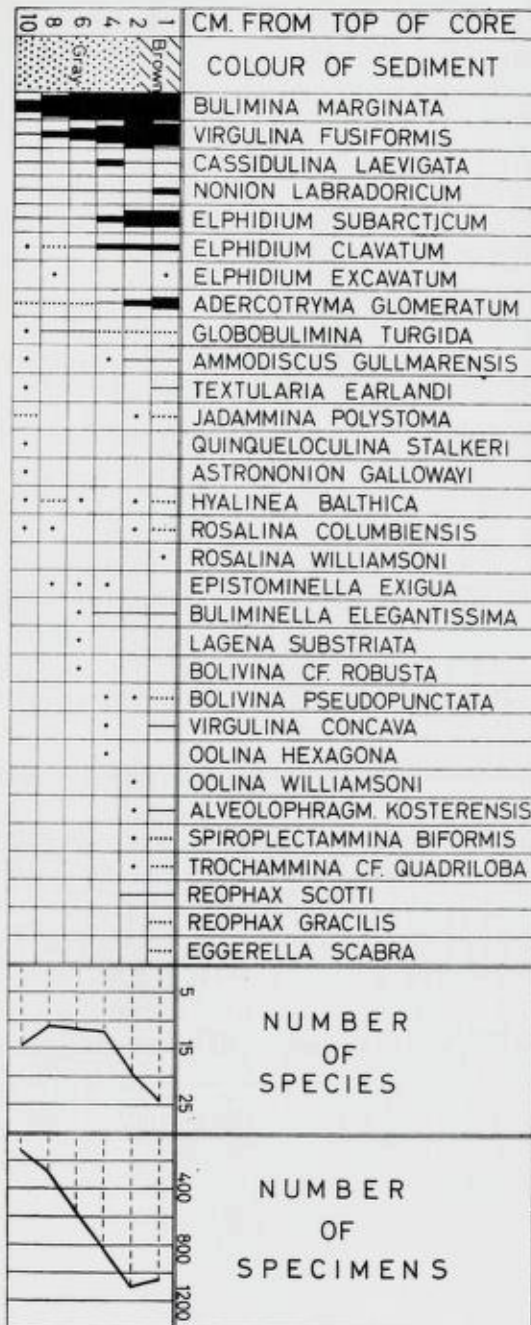 10 8 6 4 2 1 CM. FROM TOP OF CORE
Gray Brown COLOUR OF SEDIMENT
BULIMINA MARGINATA
VIRGULINA FUSIFORMIS
CASSIDULINA LAEVIGATA
NONION LABRADORICUM
ELPHIDIUM SUBARCTICUM
ELPHIDIUM CLAVATUM
ELPHIDIUM EXCAVATUM
ADERCOTRYMA GLOMERATUM
GLOBOBULIMINA TURGIDA
AMMODISCUS GULLMARENSIS
TEXTULARIA EARLANDI
JADAMMINA POLYSTOMA
QUINQUELOCULINA STALKERI
ASTRONONION GALLOWAYI
HYALINEA BALTHICA
ROSALINA COLUMBIENSIS
ROSALINA WILLIAMSONI
EPISTOMINELLA EXIGUA
BULIMINELLA ELEGANTISSIMA
LAGENA SUBSTRIATA
BOLIVINA CF. ROBUSTA
BOLIVINA PSEUDOPUNCTATA
VIRGULINA CONCAVA
OOLINA HEXAGONA
OOLINA WILLIAMSONI
ALVEOLOPHRAGM. KOSTERENSIS
SPIROPLECTAMMINA BIFORMIS
TROCHAMMINA CF. QUADRILOBA
REOPHAX SCOTTI
REOPHAX GRACILIS
EGGERELLA SCABRA
5
15
25
NUMBER
OF
SPECIES
400
800
1200
NUMBER
OF
SPECIMENS